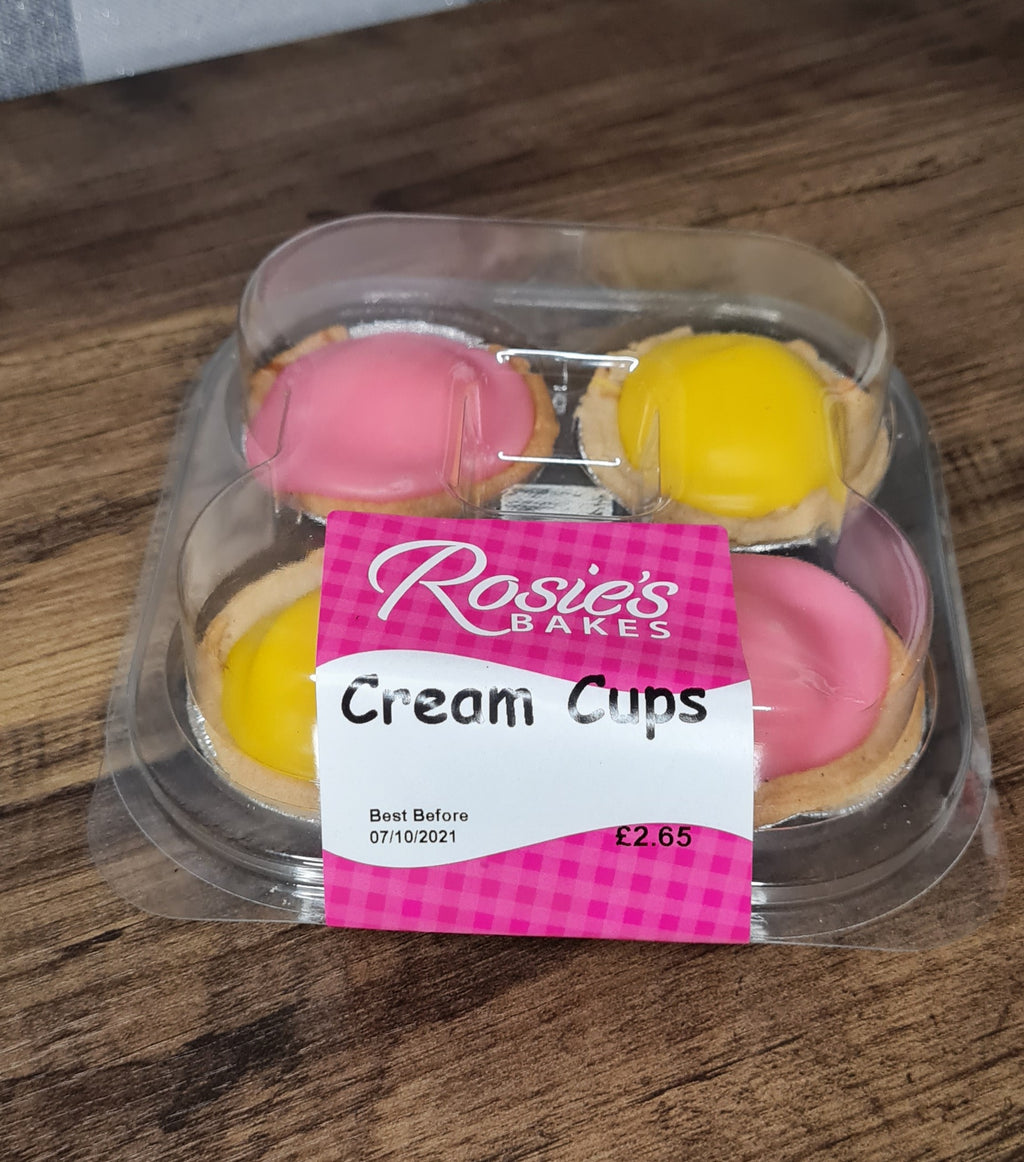 Rosie's
BAKES
Cream Cups
Best Before
07/10/2021
£2.65